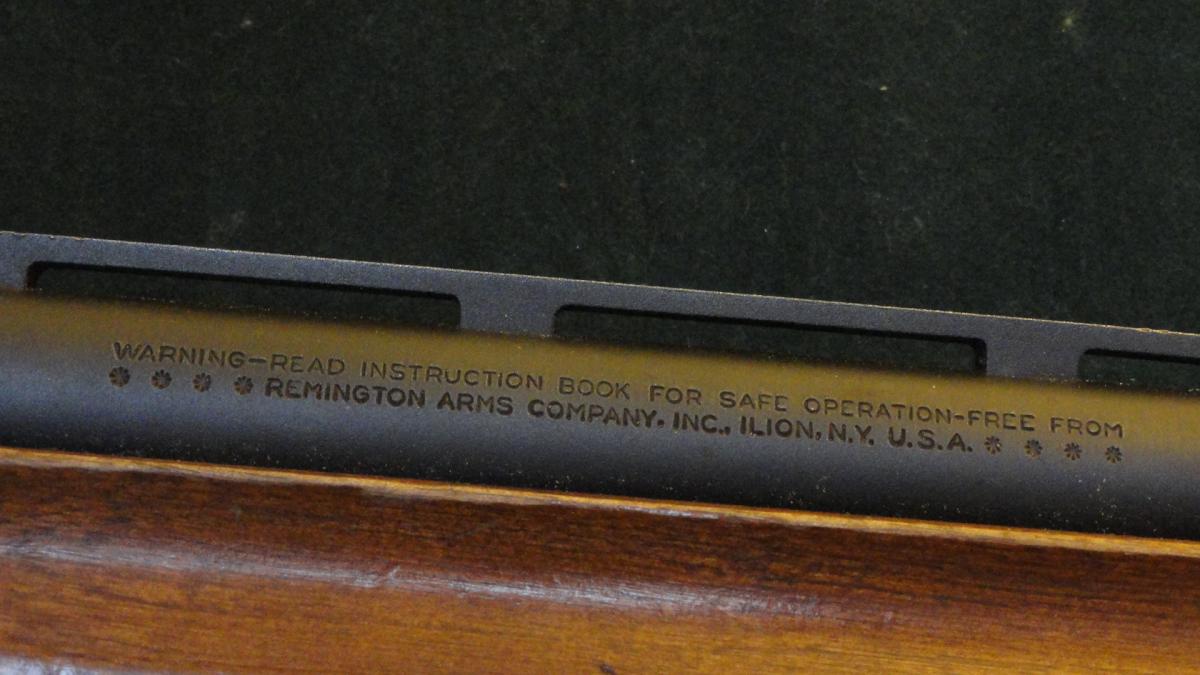 WARNING—READ INSTRUCTION BOOK FOR SAFE OPERATION-FREE FROM
✽ ✽ ✽ ✽ REMINGTON ARMS COMPANY, INC., ILION, N.Y. U.S.A. ✽ ✽ ✽ ✽